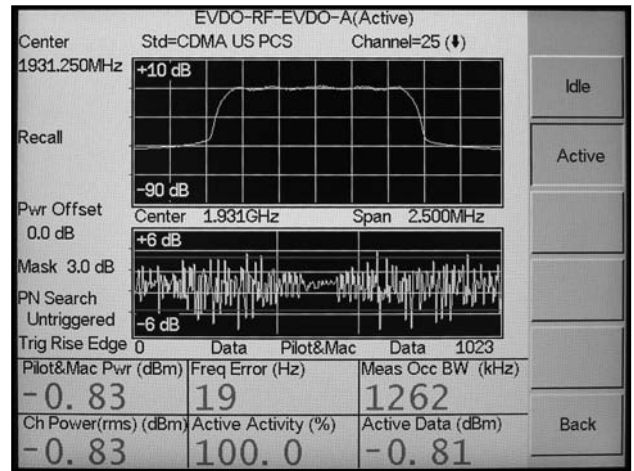 EVDO-RF-EVDO-A(Active)
Center Std=CDMA US PCS Channel=25 (⬇)
1931.250MHz
+10 dB
Idle
Recall
Active
-90 dB
Pwr Offset
Center 1.931GHz Span 2.500MHz
0.0 dB
+6 dB
Mask 3.0 dB
PN Search
Untriggered
-6 dB
Trig Rise Edge 0 Data Pilot&Mac Data 1023
Pilot&Mac Pwr (dBm) Freq Error (Hz) Meas Occ BW (kHz)
-0. 83 19 1262
Ch Power(rms) (dBm) Active Activity (%) Active Data (dBm)
Back
-0. 83 100. 0 -0. 81